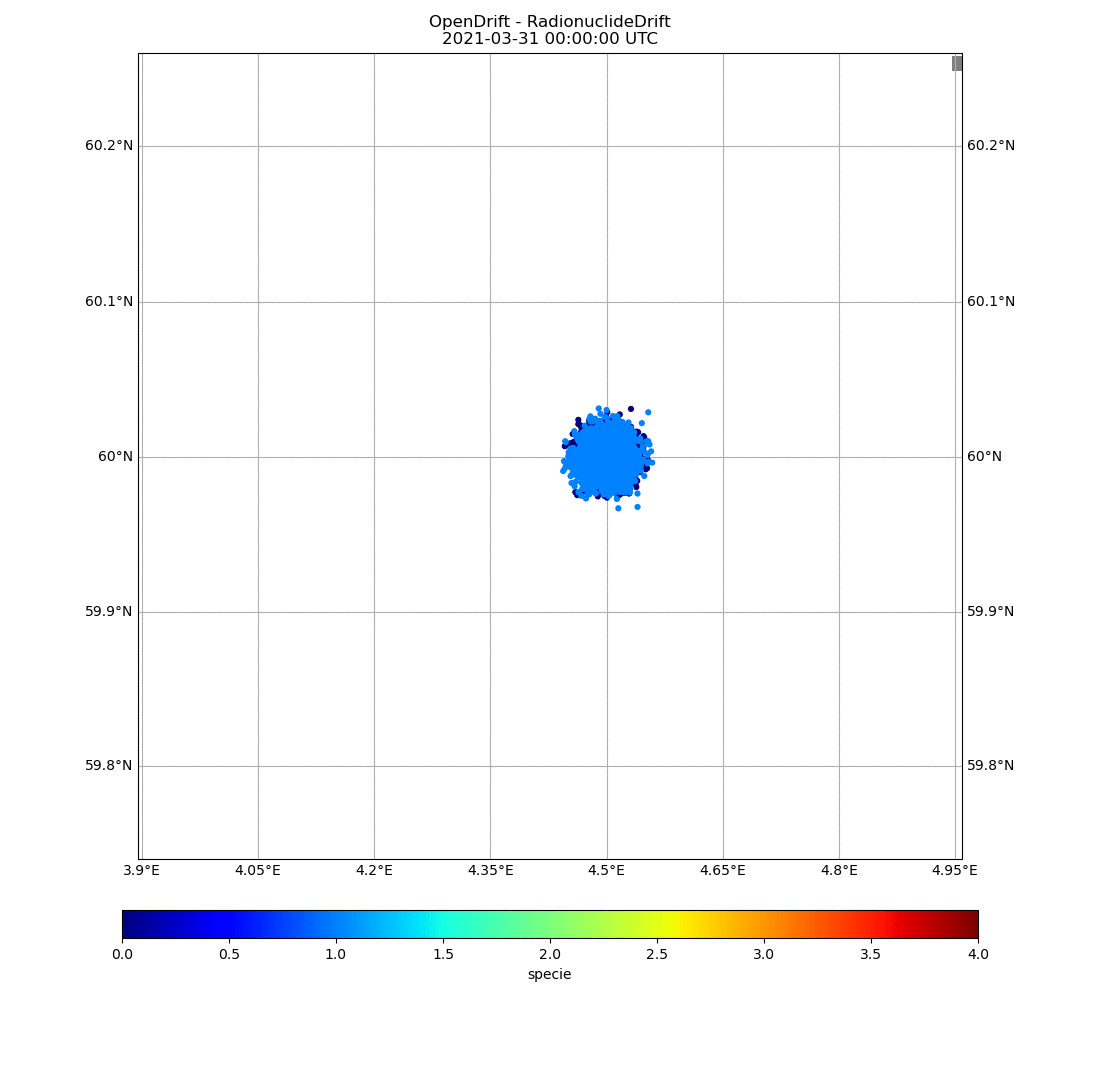 OpenDrift - RadionuclideDrift
2021-03-31 00:00:00 UTC
60.2°N 60.2°N
60.1°N 60.1°N
60°N 60°N
59.9°N 59.9°N
59.8°N 59.8°N
3.9°E 4.05°E 4.2°E 4.35°E 4.5°E 4.65°E 4.8°E 4.95°E
0.0 0.5 1.0 1.5 2.0 2.5 3.0 3.5 4.0
specie